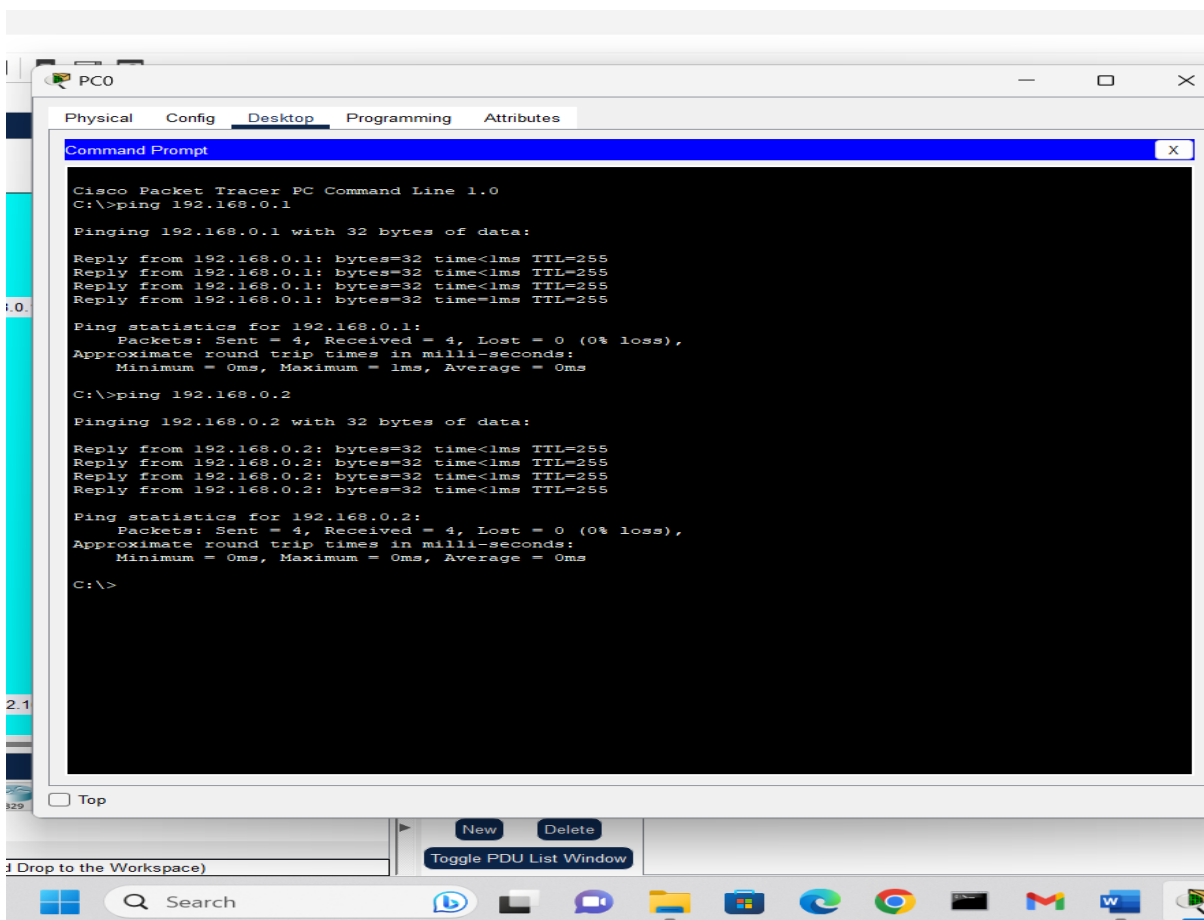 PC0
Physical Config Desktop Programming Attributes
Command Prompt
X
Cisco Packet Tracer PC Command Line 1.0
C:\>ping 192.168.0.1
Pinging 192.168.0.1 with 32 bytes of data:
Reply from 192.168.0.1: bytes=32 time<1ms TTL=255
Reply from 192.168.0.1: bytes=32 time<1ms TTL=255
Reply from 192.168.0.1: bytes=32 time<1ms TTL=255
Reply from 192.168.0.1: bytes=32 time=1ms TTL=255
Ping statistics for 192.168.0.1:
Packets: Sent = 4, Received = 4, Lost = 0 (0% loss),
Approximate round trip times in milli-seconds:
Minimum = 0ms, Maximum = 1ms, Average = 0ms
C:\>ping 192.168.0.2
Pinging 192.168.0.2 with 32 bytes of data:
Reply from 192.168.0.2: bytes=32 time<1ms TTL=255
Reply from 192.168.0.2: bytes=32 time<1ms TTL=255
Reply from 192.168.0.2: bytes=32 time<1ms TTL=255
Reply from 192.168.0.2: bytes=32 time<1ms TTL=255
Ping statistics for 192.168.0.2:
Packets: Sent = 4, Received = 4, Lost = 0 (0% loss),
Approximate round trip times in milli-seconds:
Minimum = 0ms, Maximum = 0ms, Average = 0ms
C:\>
2.1
329
Top
New Delete
Toggle PDU List Window
d Drop to the Workspace)
Search